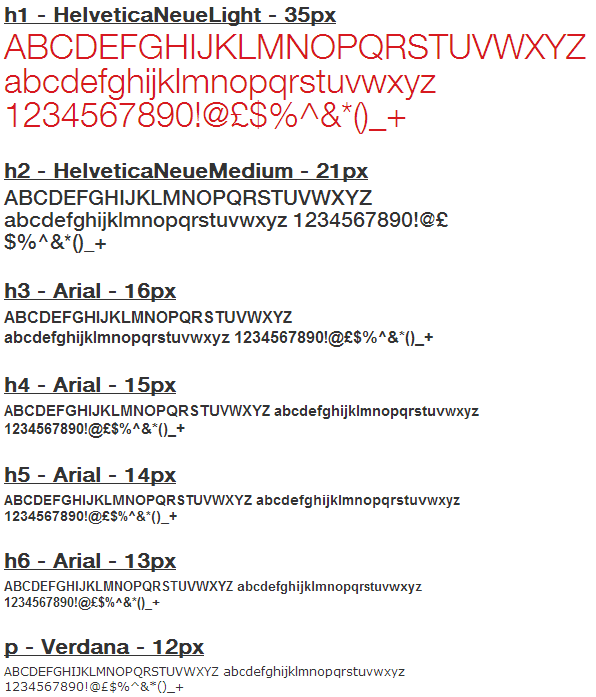 h1 - HelveticaNeueLight - 35px
ABCDEFGHIJKLMNOPQRSTUVWXYZ
abcdefghijklmnopqrstuvwxyz
1234567890!@£$%^&*()_+
h2 - HelveticaNeueMedium - 21px
ABCDEFGHIJKLMNOPQRSTUVWXYZ
abcdefghijklmnopqrstuvwxyz 1234567890!@£
$%^&*()_+
h3 - Arial - 16px
ABCDEFGHIJKLMNOPQRSTUVWXYZ
abcdefghijklmnopqrstuvwxyz 1234567890!@£$%^&*()_+
h4 - Arial - 15px
ABCDEFGHIJKLMNOPQRSTUVWXYZ abcdefghijklmnopqrstuvwxyz
1234567890!@£$%^&*()_+
h5 - Arial - 14px
ABCDEFGHIJKLMNOPQRSTUVWXYZ abcdefghijklmnopqrstuvwxyz
1234567890!@£$%^&*()_+
h6 - Arial - 13px
ABCDEFGHIJKLMNOPQRSTUVWXYZ abcdefghijklmnopqrstuvwxyz
1234567890!@£$%^&*()_+
p - Verdana - 12px
ABCDEFGHIJKLMNOPQRSTUVWXYZ abcdefghijklmnopqrstuvwxyz
1234567890!@£$%^&*()_+